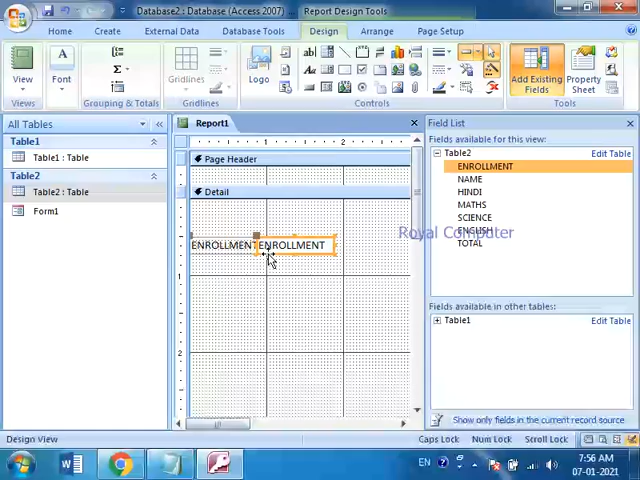 Database2 : Database (Access 2007)
Report Design Tools
Home
Create
External Data
Database Tools
Design
Arrange
Page Setup
View
Font
Gridlines
Logo
Add Existing
Fields
Property
Sheet
Views
Grouping & Totals
Gridlines
Controls
Tools
All Tables
Table1
Table1 : Table
Table2
Table2 : Table
Form1
Report1
1
2
Page Header
Detail
ENROLLMENT
ENROLLMENT
1
2
Field List
Fields available for this view:
Table2
Edit Table
ENROLLMENT
NAME
HINDI
MATHS
SCIENCE
ENGLISH
TOTAL
Royal Computer
Fields available in other tables:
Table1
Edit Table
Show only fields in the current record source
Design View
Caps Lock
Num Lock
Scroll Lock
EN
7:56 AM
07-01-2021